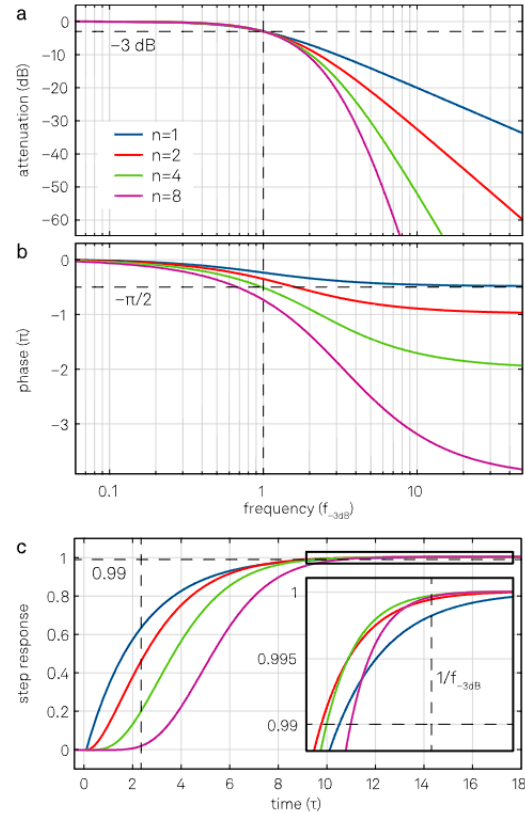 a
0
−10
−20
−30
−40
−50
−60
attenuation (dB)
−3 dB
n=1
n=2
n=4
n=8
b
0
−1
−2
−3
phase (π)
−π/2
0.1
1
10
frequency (f−3dB)
c
1
0.8
0.6
0.4
0.2
0
step response
0.99
1
0.995
0.99
1/f−3dB
0 2 4 6 8 10 12 14 16 18
time (τ)